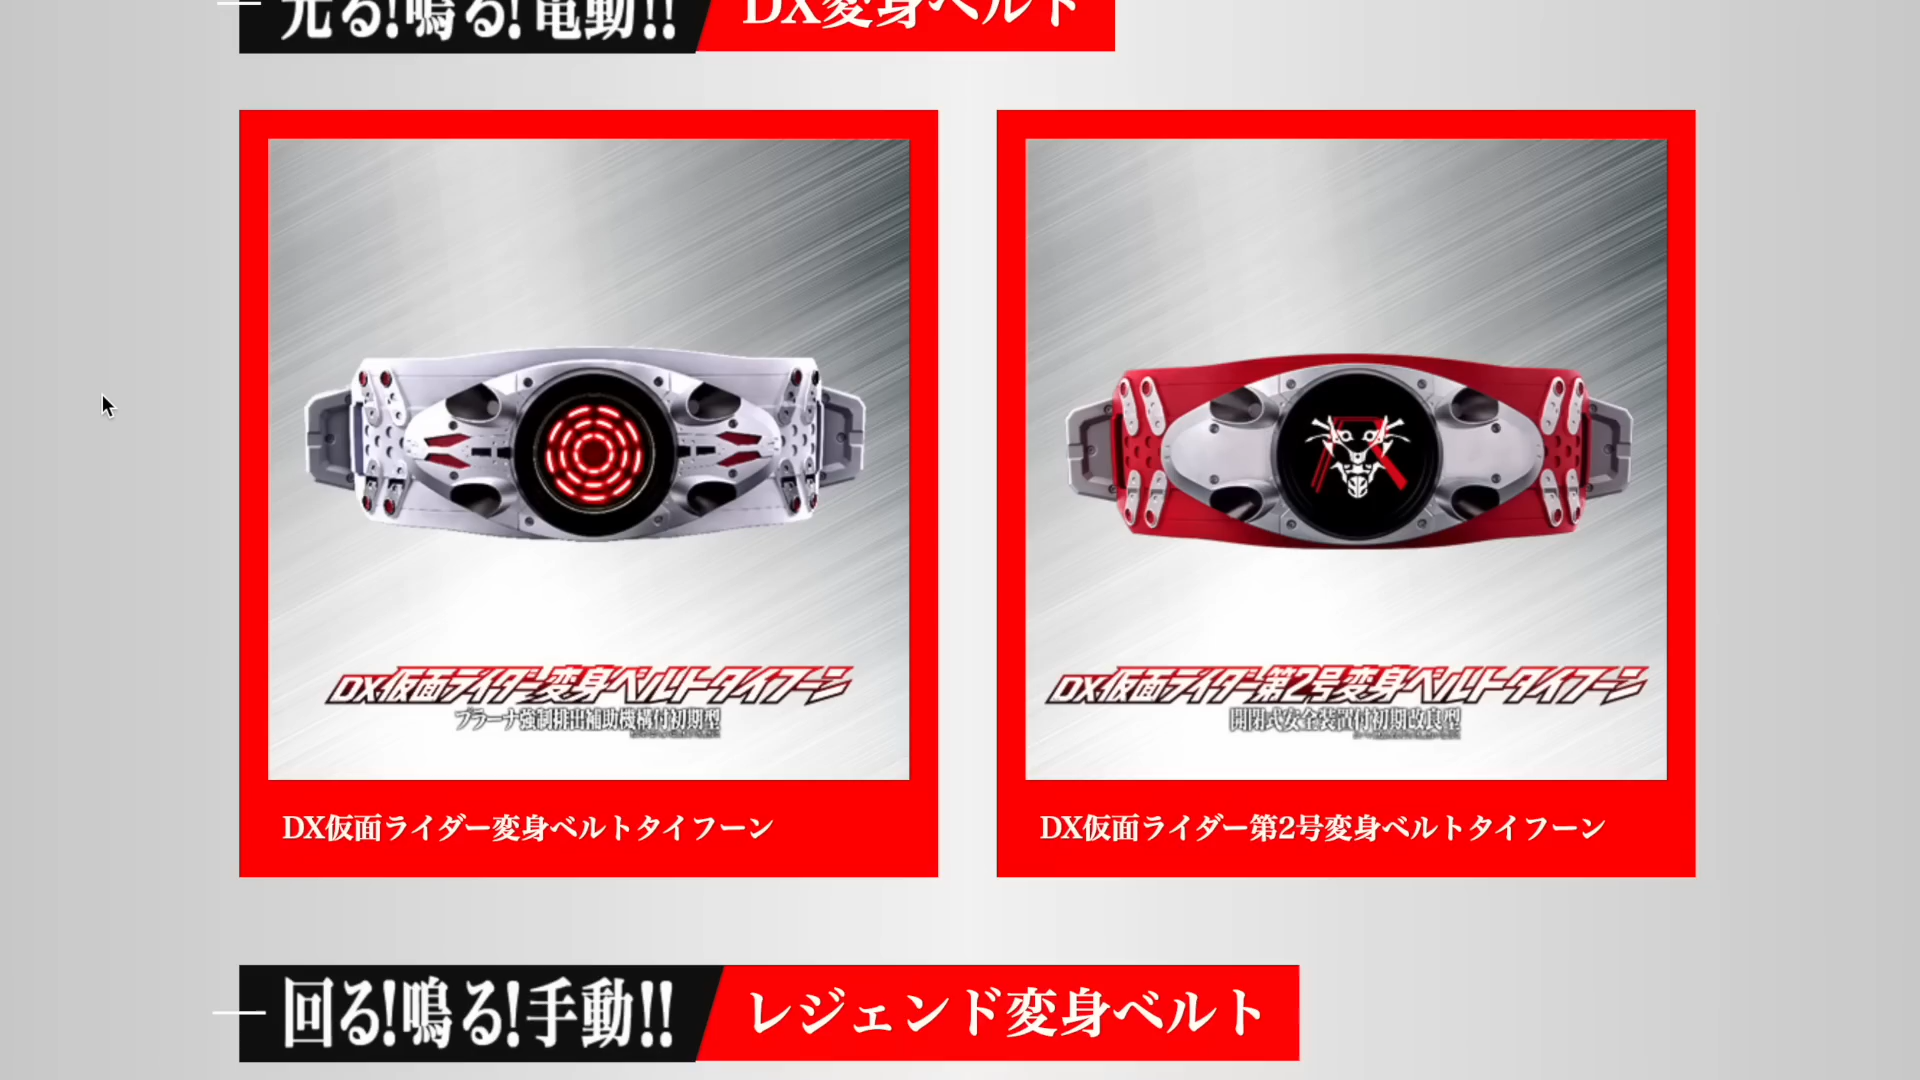 光る!鳴る!電動!! DX変身ベルト
DX仮面ライダー変身ベルトタイフーン
プラーナ強制排出補助機構付初期型
DX仮面ライダー第2号変身ベルトタイフーン
開閉式安全装置付初期改良型
DX仮面ライダー変身ベルトタイフーン
DX仮面ライダー第2号変身ベルトタイフーン
回る!鳴る!手動!! レジェンド変身ベルト